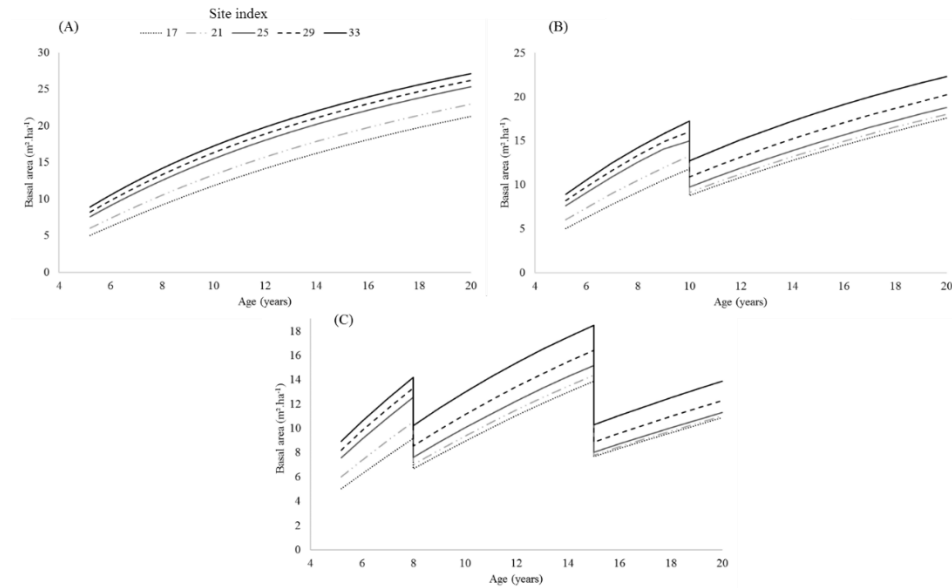 Site index
17 21 25 29 33
(A)
30
25
20
15
10
5
0
Basal area (m².ha⁻¹)
4 6 8 10 12 14 16 18 20
Age (years)
(B)
25
20
15
10
5
0
Basal area (m².ha⁻¹)
4 6 8 10 12 14 16 18 20
Age (years)
(C)
18
16
14
12
10
8
6
4
2
0
Basal area (m².ha⁻¹)
4 6 8 10 12 14 16 18 20
Age (years)